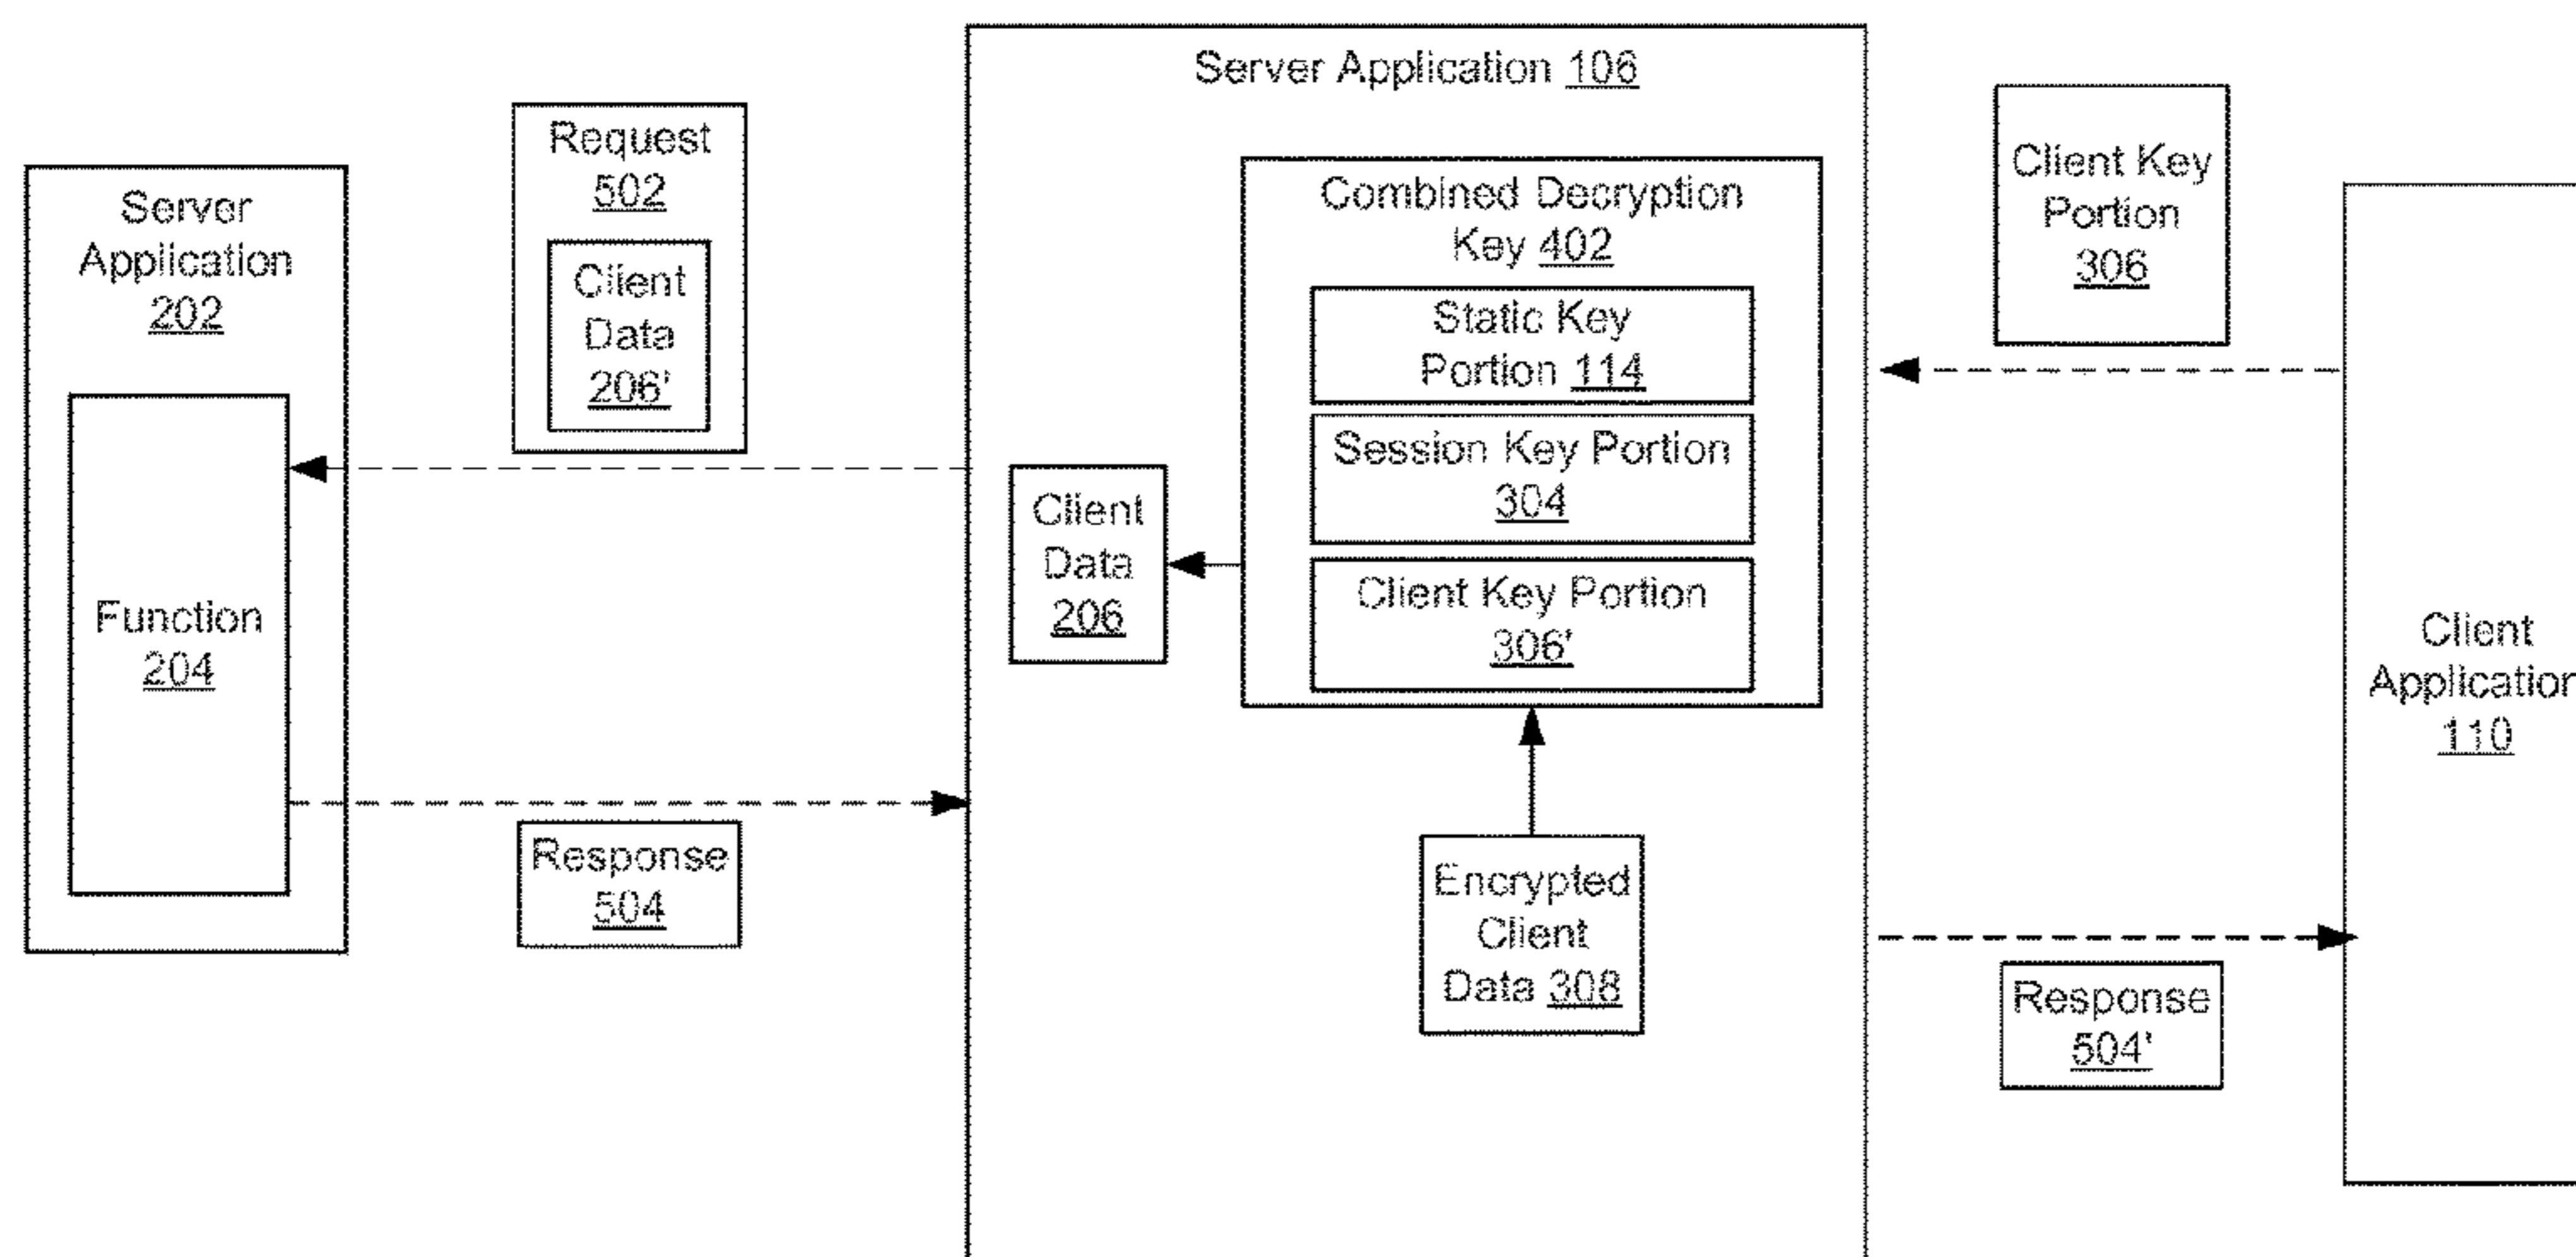 Server Application 106
Server
Application
202
Function
204
Request
502
Client
Data
206'
Response
504
Client
Data
206
Combined Decryption
Key 402
Static Key
Portion 114
Session Key Portion
304
Client Key Portion
306'
Encrypted
Client
Data 308
Client Key
Portion
306
Response
504'
Client
Application
110